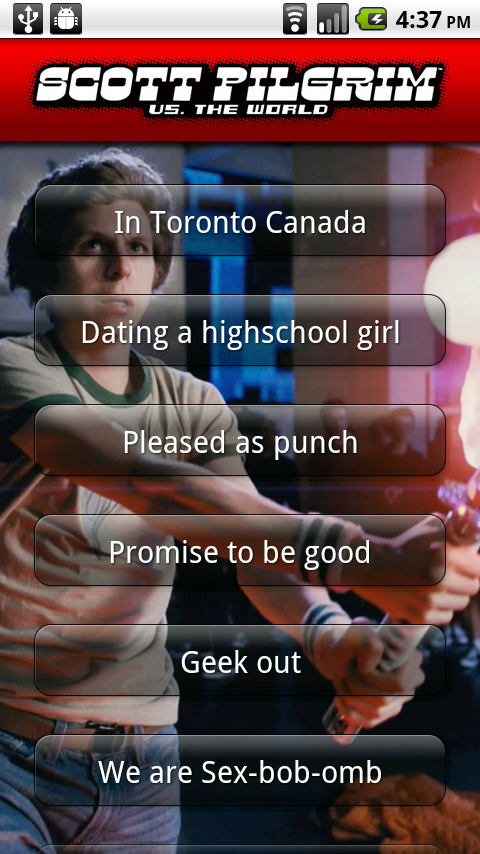 4:37 PM
SCOTT PILGRIM
VS. THE WORLD
In Toronto Canada
Dating a highschool girl
Pleased as punch
Promise to be good
Geek out
We are Sex-bob-omb